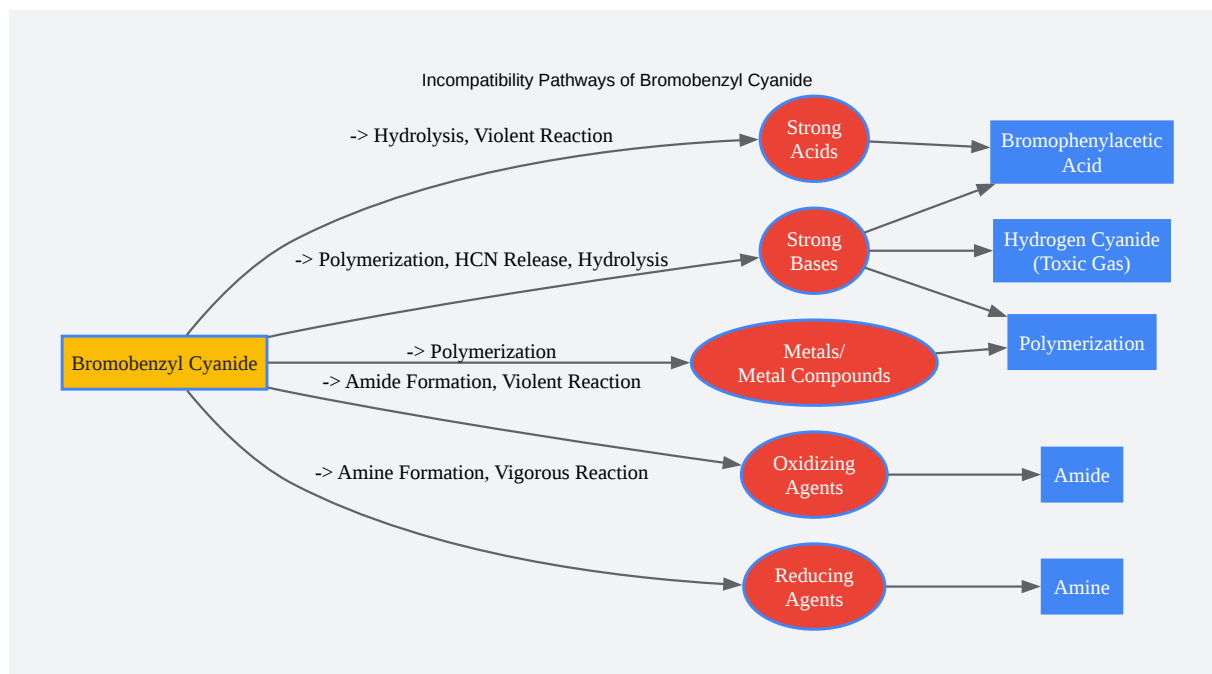 Incompatibility Pathways of Bromobenzyl Cyanide
-> Hydrolysis, Violent Reaction
Strong
Acids
Bromophenylacetic
Acid
-> Polymerization, HCN Release, Hydrolysis
Strong
Bases
Hydrogen Cyanide
(Toxic Gas)
Bromobenzyl Cyanide
-> Polymerization
Metals/
Metal Compounds
Polymerization
-> Amide Formation, Violent Reaction
Oxidizing
Agents
Amide
-> Amine Formation, Vigorous Reaction
Reducing
Agents
Amine